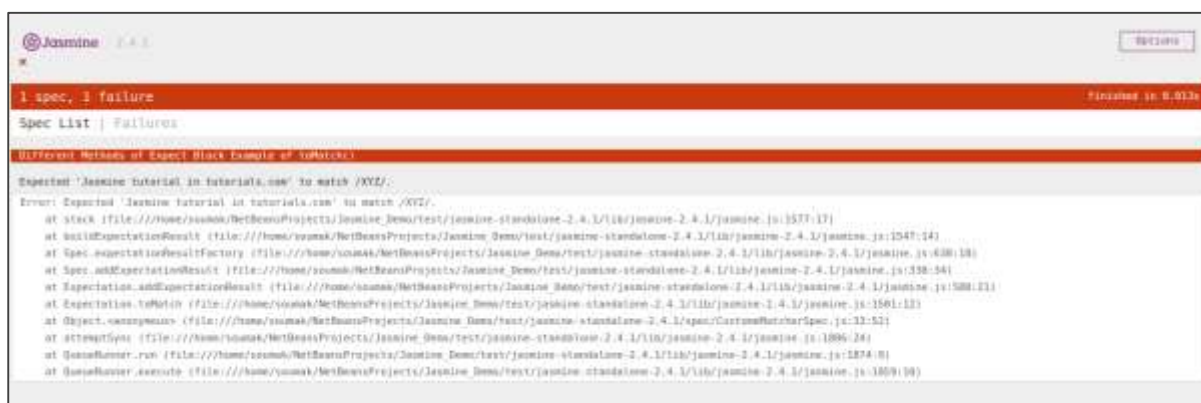 Jasmine 2.4.1
Options
×
1 spec, 1 failure
finished in 0.013s
Spec List | Failures
Different Methods of Expect Block Example of toMatch()
Expected 'Jasmine tutorial in tutorials.com' to match /XYZ/.
Error: Expected 'Jasmine tutorial in tutorials.com' to match /XYZ/.
at stack (file:///home/soumak/NetBeansProjects/Jasmine_Demo/test/jasmine-standalone-2.4.1/lib/jasmine-2.4.1/jasmine.js:1577:17)
at buildExpectationResult (file:///home/soumak/NetBeansProjects/Jasmine_Demo/test/jasmine-standalone-2.4.1/lib/jasmine-2.4.1/jasmine.js:1547:14)
at Spec.expectationResultFactory (file:///home/soumak/NetBeansProjects/Jasmine_Demo/test/jasmine-standalone-2.4.1/lib/jasmine-2.4.1/jasmine.js:638:18)
at Spec.addExpectationResult (file:///home/soumak/NetBeansProjects/Jasmine_Demo/test/jasmine-standalone-2.4.1/lib/jasmine-2.4.1/jasmine.js:330:34)
at Expectation.addExpectationResult (file:///home/soumak/NetBeansProjects/Jasmine_Demo/test/jasmine-standalone-2.4.1/lib/jasmine-2.4.1/jasmine.js:588:21)
at Expectation.toMatch (file:///home/soumak/NetBeansProjects/Jasmine_Demo/test/jasmine-standalone-2.4.1/lib/jasmine-2.4.1/jasmine.js:1501:12)
at Object.<anonymous> (file:///home/soumak/NetBeansProjects/Jasmine_Demo/test/jasmine-standalone-2.4.1/spec/CustomeMatcherSpec.js:33:52)
at attemptSync (file:///home/soumak/NetBeansProjects/Jasmine_Demo/test/jasmine-standalone-2.4.1/lib/jasmine-2.4.1/jasmine.js:1886:24)
at QueueRunner.run (file:///home/soumak/NetBeansProjects/Jasmine_Demo/test/jasmine-standalone-2.4.1/lib/jasmine-2.4.1/jasmine.js:1874:9)
at QueueRunner.execute (file:///home/soumak/NetBeansProjects/Jasmine_Demo/test/jasmine-standalone-2.4.1/lib/jasmine-2.4.1/jasmine.js:1859:10)